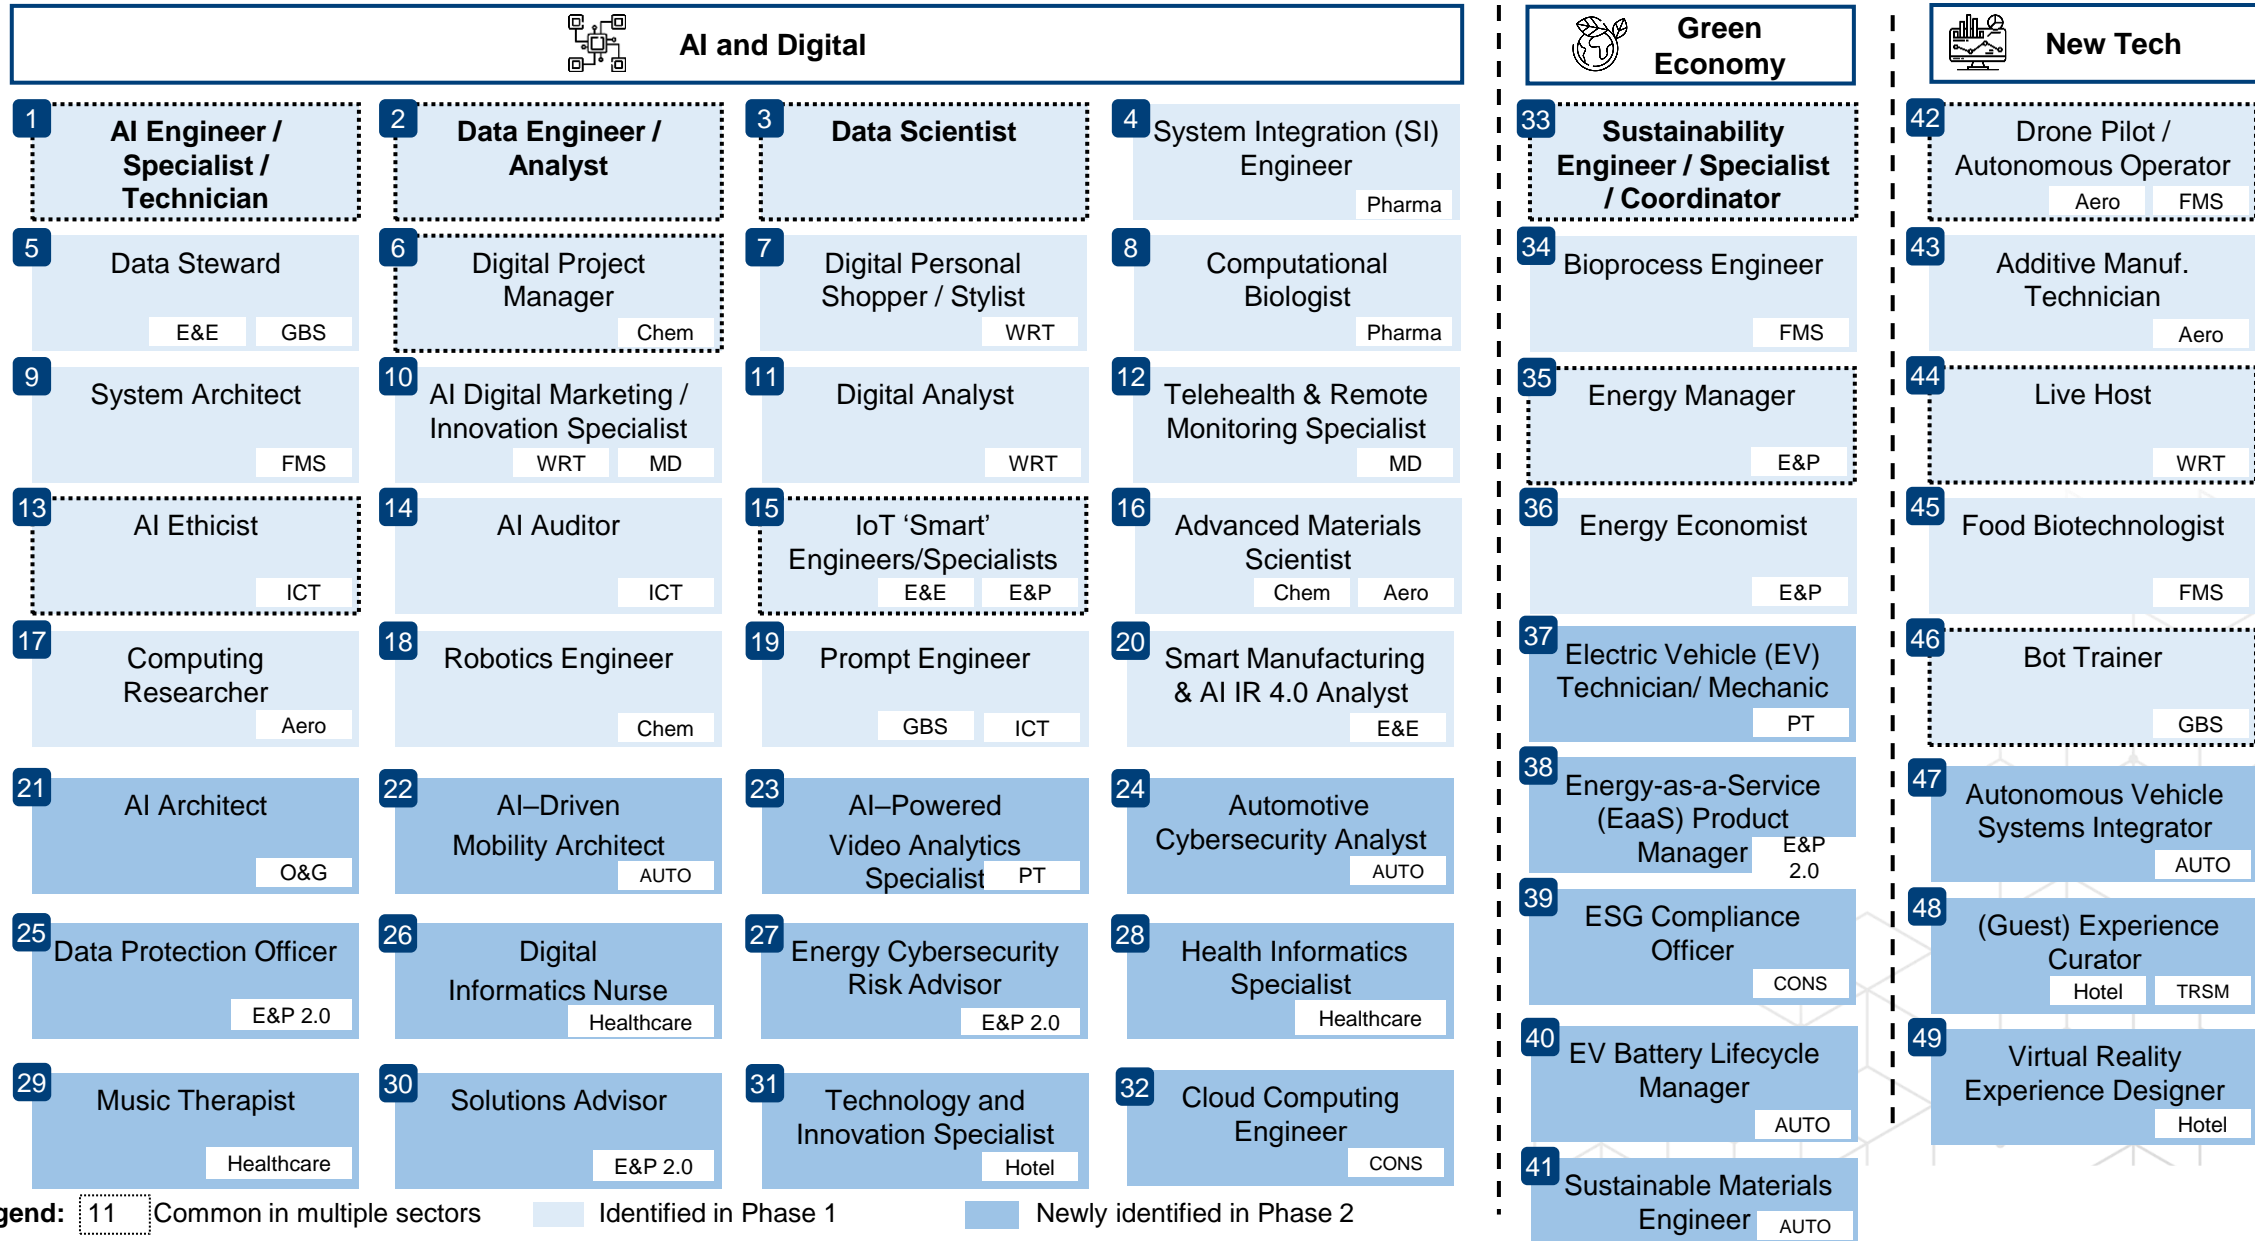 AI and Digital
1
AI Engineer /
Specialist /
Technician
2
Data Engineer /
Analyst
3
Data Scientist
4
System Integration (SI)
Engineer
Pharma
5
Data Steward
E&E GBS
6
Digital Project
Manager
Chem
7
Digital Personal
Shopper / Stylist
WRT
8
Computational
Biologist
Pharma
9
System Architect
FMS
10
AI Digital Marketing /
Innovation Specialist
WRT MD
11
Digital Analyst
WRT
12
Telehealth & Remote
Monitoring Specialist
MD
13
AI Ethicist
ICT
14
AI Auditor
ICT
15
IoT ‘Smart’
Engineers/Specialists
E&E E&P
16
Advanced Materials
Scientist
Chem Aero
17
Computing
Researcher
Aero
18
Robotics Engineer
Chem
19
Prompt Engineer
GBS ICT
20
Smart Manufacturing
& AI IR 4.0 Analyst
E&E
21
AI Architect
O&G
22
AI–Driven
Mobility Architect
AUTO
23
AI–Powered
Video Analytics
Specialist PT
24
Automotive
Cybersecurity Analyst
AUTO
25
Data Protection Officer
E&P 2.0
26
Digital
Informatics Nurse
Healthcare
27
Energy Cybersecurity
Risk Advisor
E&P 2.0
28
Health Informatics
Specialist
Healthcare
29
Music Therapist
Healthcare
30
Solutions Advisor
E&P 2.0
31
Technology and
Innovation Specialist
Hotel
32
Cloud Computing
Engineer
CONS
Green
Economy
33
Sustainability
Engineer / Specialist
/ Coordinator
34
Bioprocess Engineer
FMS
35
Energy Manager
E&P
36
Energy Economist
E&P
37
Electric Vehicle (EV)
Technician/ Mechanic
PT
38
Energy-as-a-Service
(EaaS) Product
Manager
E&P
2.0
39
ESG Compliance
Officer
CONS
40
EV Battery Lifecycle
Manager
AUTO
41
Sustainable Materials
Engineer AUTO
New Tech
42
Drone Pilot /
Autonomous Operator
Aero FMS
43
Additive Manuf.
Technician
Aero
44
Live Host
WRT
45
Food Biotechnologist
FMS
46
Bot Trainer
GBS
47
Autonomous Vehicle
Systems Integrator
AUTO
48
(Guest) Experience
Curator
Hotel TRSM
49
Virtual Reality
Experience Designer
Hotel
gend: 11 Common in multiple sectors Identified in Phase 1 Newly identified in Phase 2